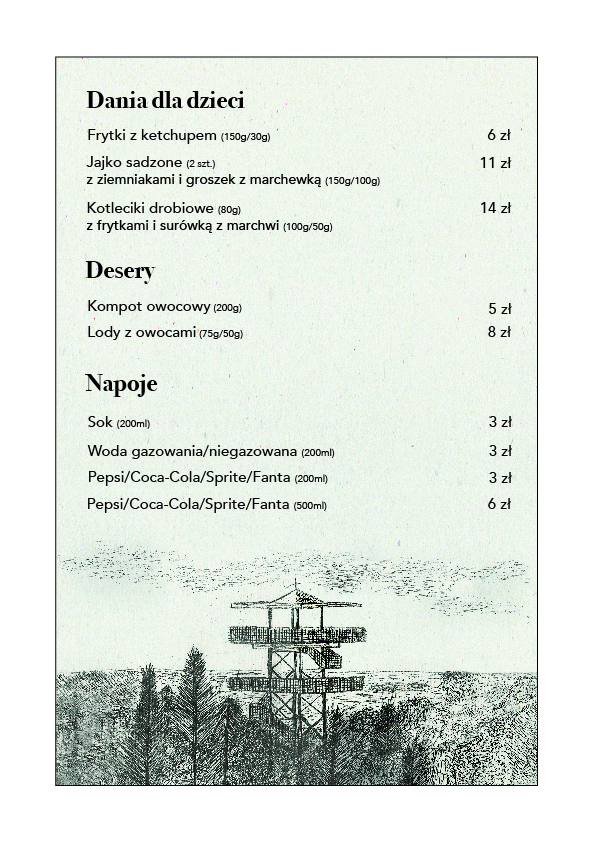 Dania dla dzieci
Frytki z ketchupem (150g/30g) 6 zł
Jajko sadzone (2 szt.) 11 zł
z ziemniakami i groszek z marchewką (150g/100g)
Kotleciki drobiowe (80g) 14 zł
z frytkami i surówką z marchwi (100g/50g)
Desery
Kompot owocowy (200g) 5 zł
Lody z owocami (75g/50g) 8 zł
Napoje
Sok (200ml) 3 zł
Woda gazowania/niegazowana (200ml) 3 zł
Pepsi/Coca-Cola/Sprite/Fanta (200ml) 3 zł
Pepsi/Coca-Cola/Sprite/Fanta (500ml) 6 zł